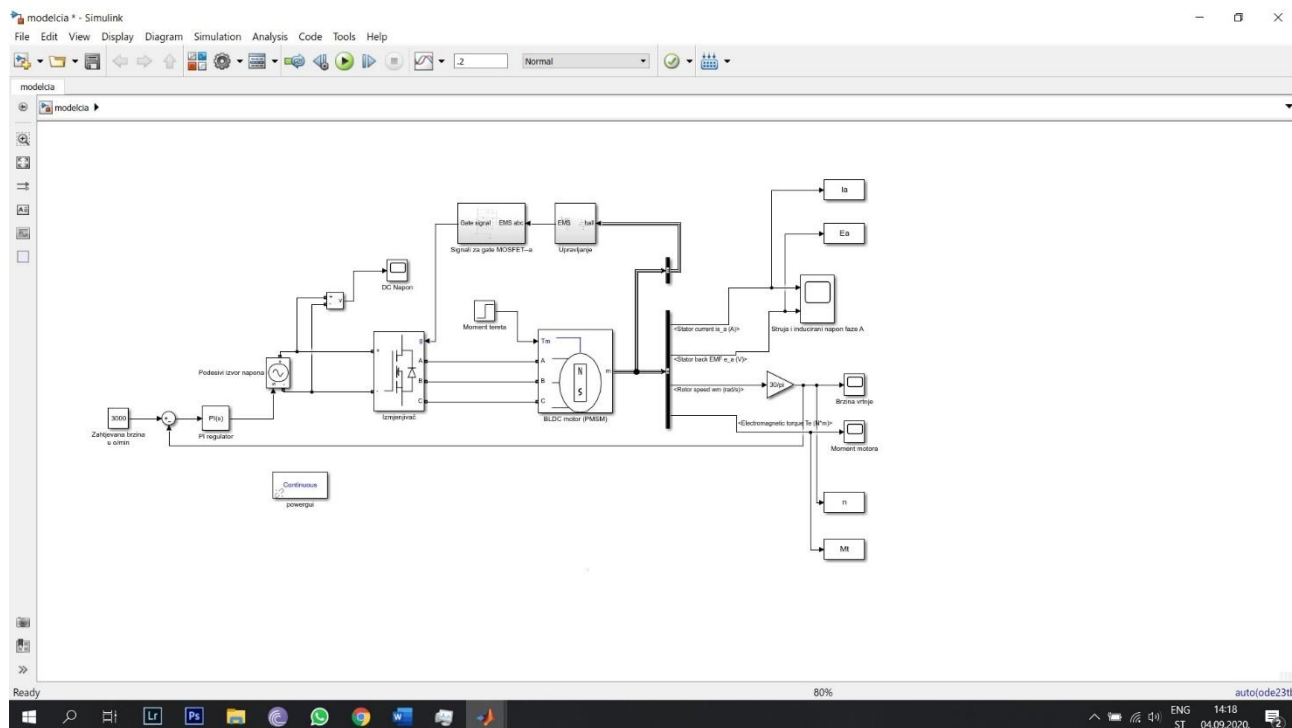 modelcia * - Simulink
File Edit View Display Diagram Simulation Analysis Code Tools Help
.2
Normal
modelcia
modelcia
Ia
Ea
Gate signal EMS abc
EMS hall
Signali za gate MOSFET--a
Upravljanje
+
-
v
DC Napon
Moment tereta
<Stator current is_a (A)>
Struja i inducirani napon faze A
Podesivi izvor napona
+
-
g
A
B
C
Tm
A
B
C
N
S
m
<Stator back EMF e_a (V)>
<Rotor speed wm (rad/s)>
30/pi
Brzina vrtnje
Izmjenjivač
BLDC motor (PMSM)
3000
PI(s)
Zahtjevana brzina
u o/min
PI regulator
<Electromagnetic torque Te (N*m)>
Moment motora
Continuous
powergui
n
Mt
Ready
80%
auto(ode23tb
Lr
Ps
ENG
ST
14:18
04.09.2020.
2